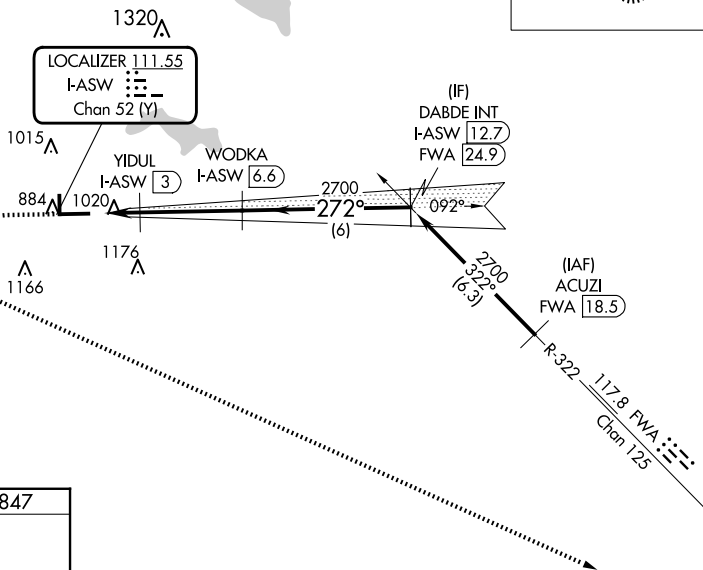 1320
LOCALIZER 111.55
I-ASW
Chan 52 (Y)
1015
884
1020
YIDUL
I-ASW 3
WODKA
I-ASW 6.6
(IF)
DABDE INT
I-ASW 12.7
FWA 24.9
2700
272°
(6)
092°
1176
1166
2700
322°
(6.3)
(IAF)
ACUZI
FWA 18.5
R-322
117.8 FWA
Chan 125
847